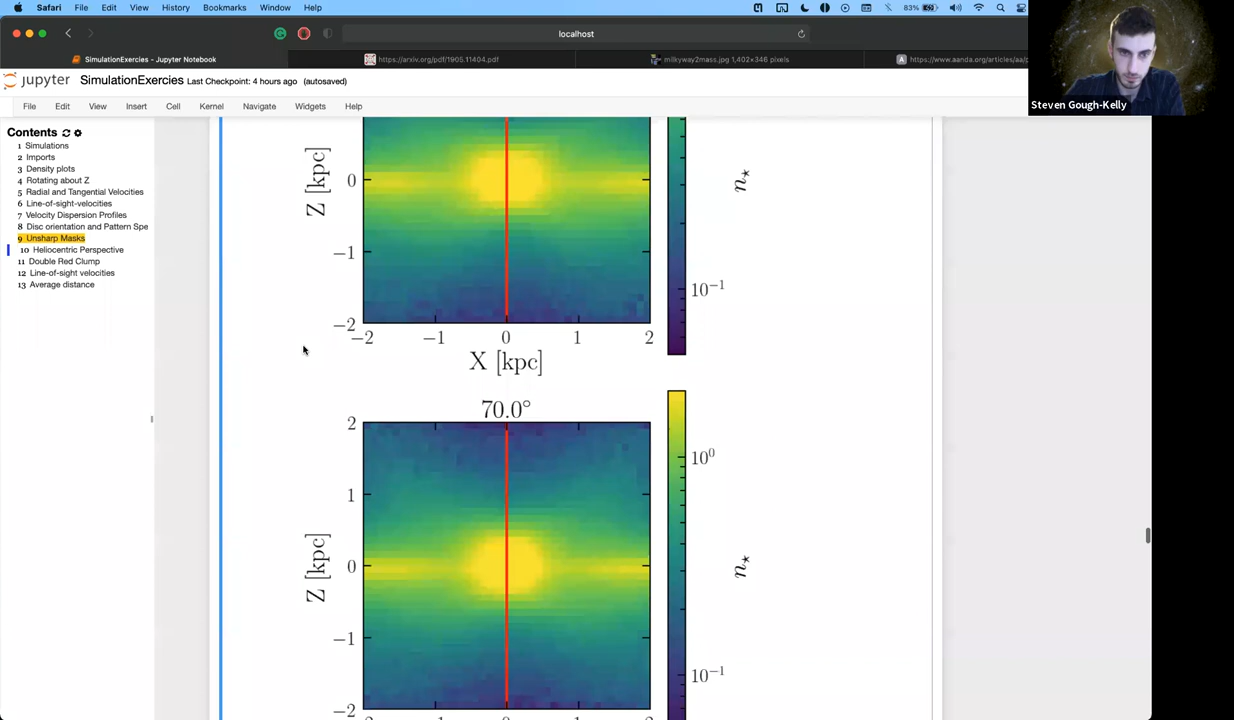 Safari File Edit View History Bookmarks Window Help 83%
localhost
SimulationExercies - Jupyter Notebook https://arxiv.org/pdf/1905.11404.pdf milkyway2mass.jpg 1,402×346 pixels https://www.aanda.org/articles/aa/p
jupyter SimulationExercies Last Checkpoint: 4 hours ago (autosaved)
File Edit View Insert Cell Kernel Navigate Widgets Help
Steven Gough-Kelly
Contents
1 Simulations
2 Imports
3 Density plots
4 Rotating about Z
5 Radial and Tangential Velocities
6 Line-of-sight-velocities
7 Velocity Dispersion Profiles
8 Disc orientation and Pattern Spe
9 Unsharp Masks
10 Heliocentric Perspective
11 Double Red Clump
12 Line-of-sight velocities
13 Average distance
Z [kpc]
0
−1
−2
−2 −1 0 1 2
X [kpc]
10⁻¹
n⋆
70.0°
Z [kpc]
2
1
0
−1
−2
10⁰
10⁻¹
n⋆